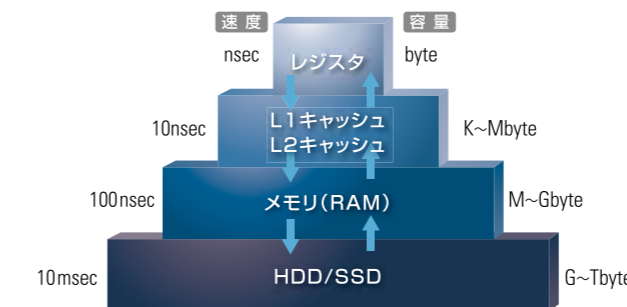 速度
容量
nsec
レジスタ
byte
10nsec
L1キャッシュ
L2キャッシュ
K~Mbyte
100nsec
メモリ(RAM)
M~Gbyte
10msec
HDD/SSD
G~Tbyte